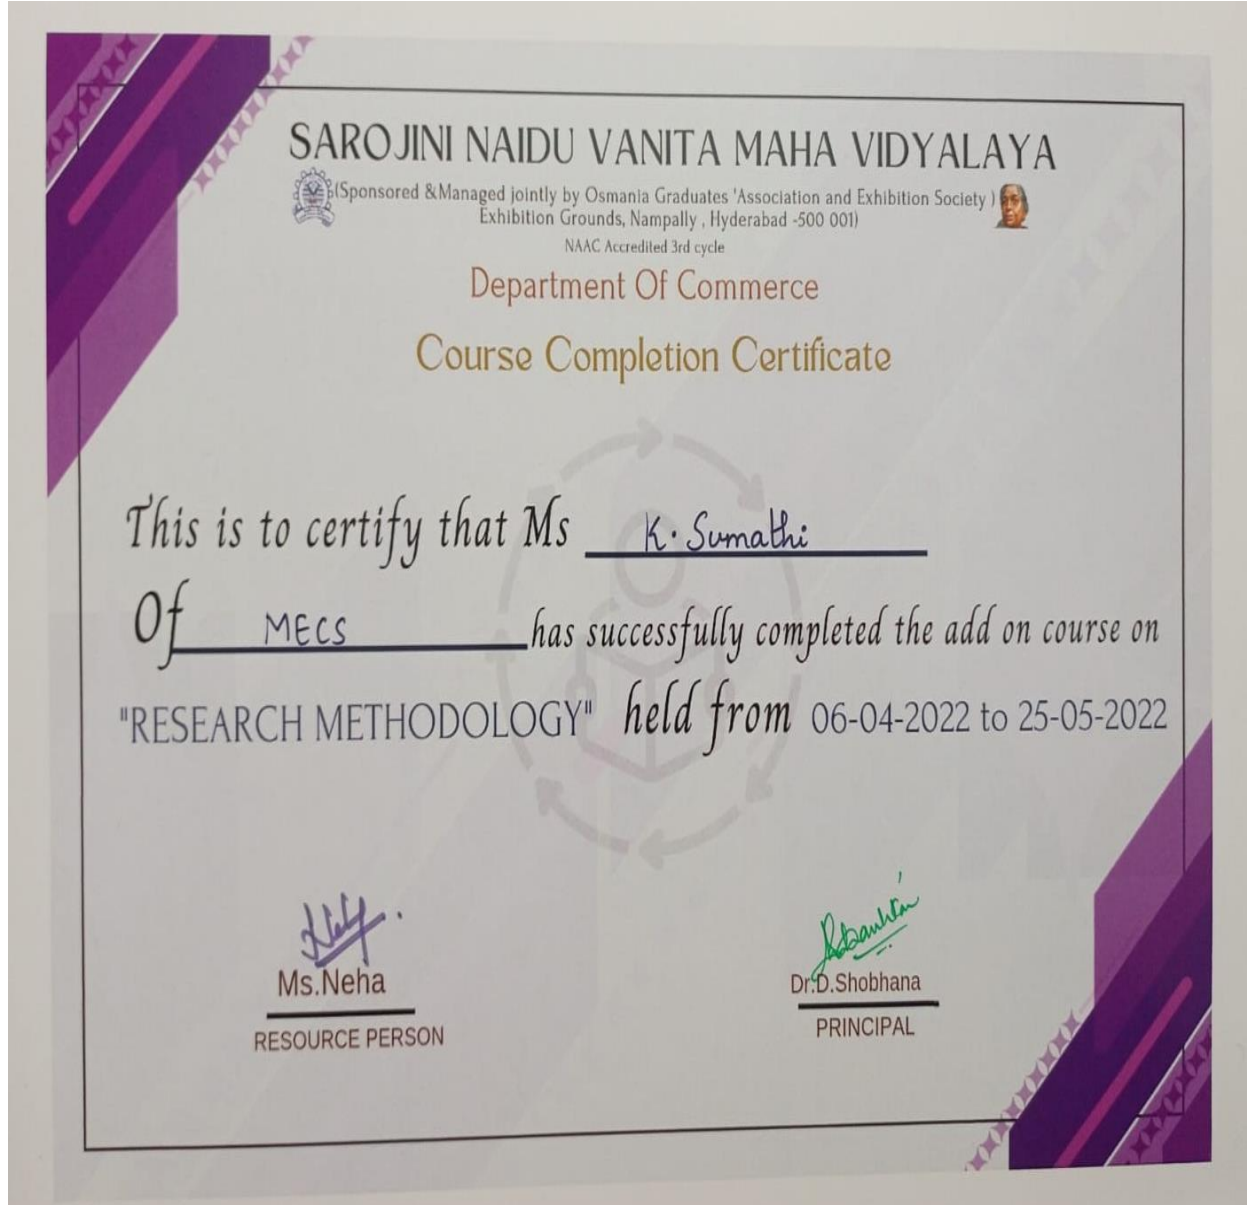 SAROJINI NAIDU VANITA MAHA VIDYALAYA
(Sponsored &Managed jointly by Osmania Graduates 'Association and Exhibition Society )
Exhibition Grounds, Nampally , Hyderabad -500 001)
NAAC Accredited 3rd cycle
Department Of Commerce
Course Completion Certificate
This is to certify that Ms K. Sumathi
Of MECS has successfully completed the add on course on
"RESEARCH METHODOLOGY" held from 06-04-2022 to 25-05-2022
Ms.Neha
RESOURCE PERSON
Dr.D.Shobhana
PRINCIPAL